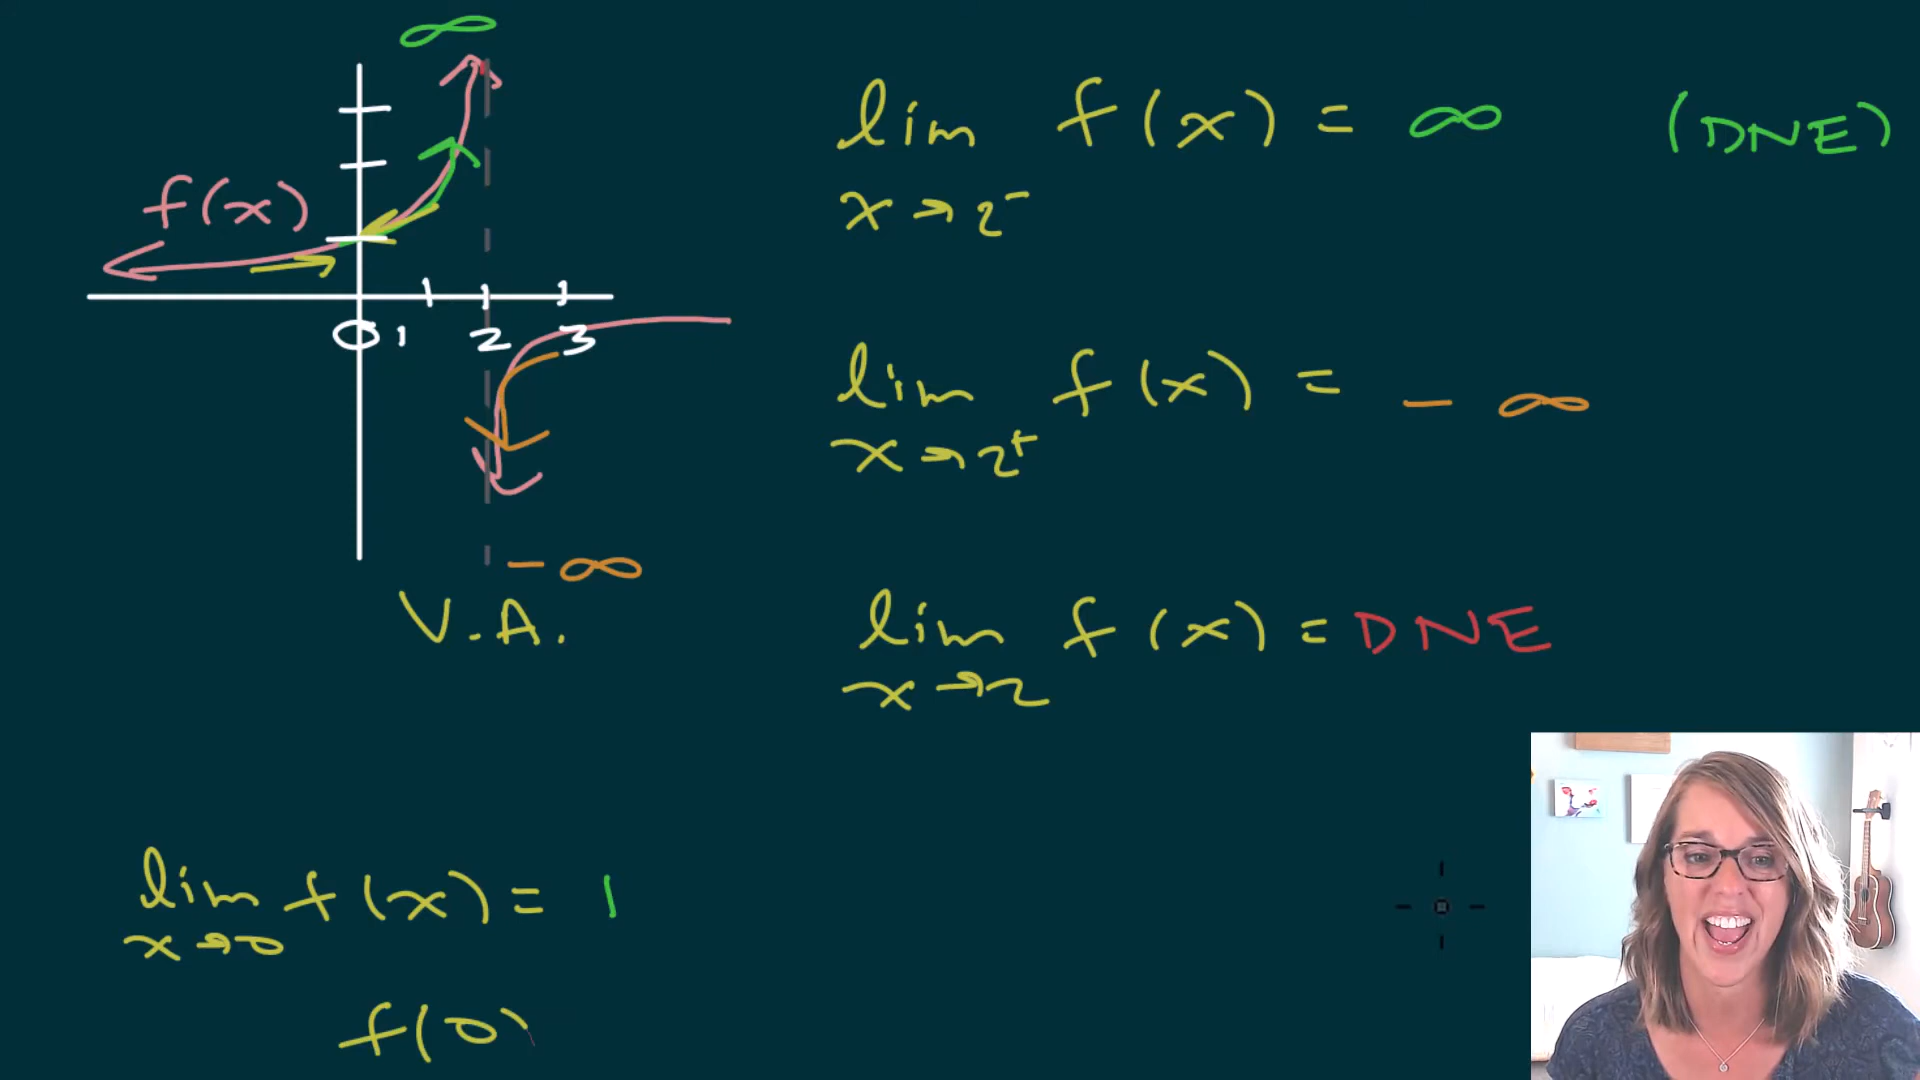 ∞
f(x)
0 1 2 3
- ∞
V.A.
lim f(x) = ∞ (DNE)
x→2⁻
lim f(x) = - ∞
x→2⁺
lim f(x) = DNE
x→2
lim f(x) = 1
x→0
f(0)